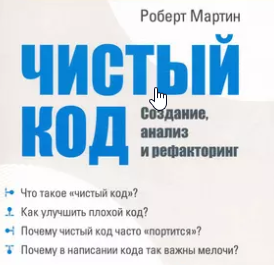 Роберт Мартин
ЧИСТЫЙ
КОД
Создание,
анализ
и рефакторинг
Что такое «чистый код»?
Как улучшить плохой код?
Почему чистый код часто «портится»?
Почему в написании кода так важны мелочи?